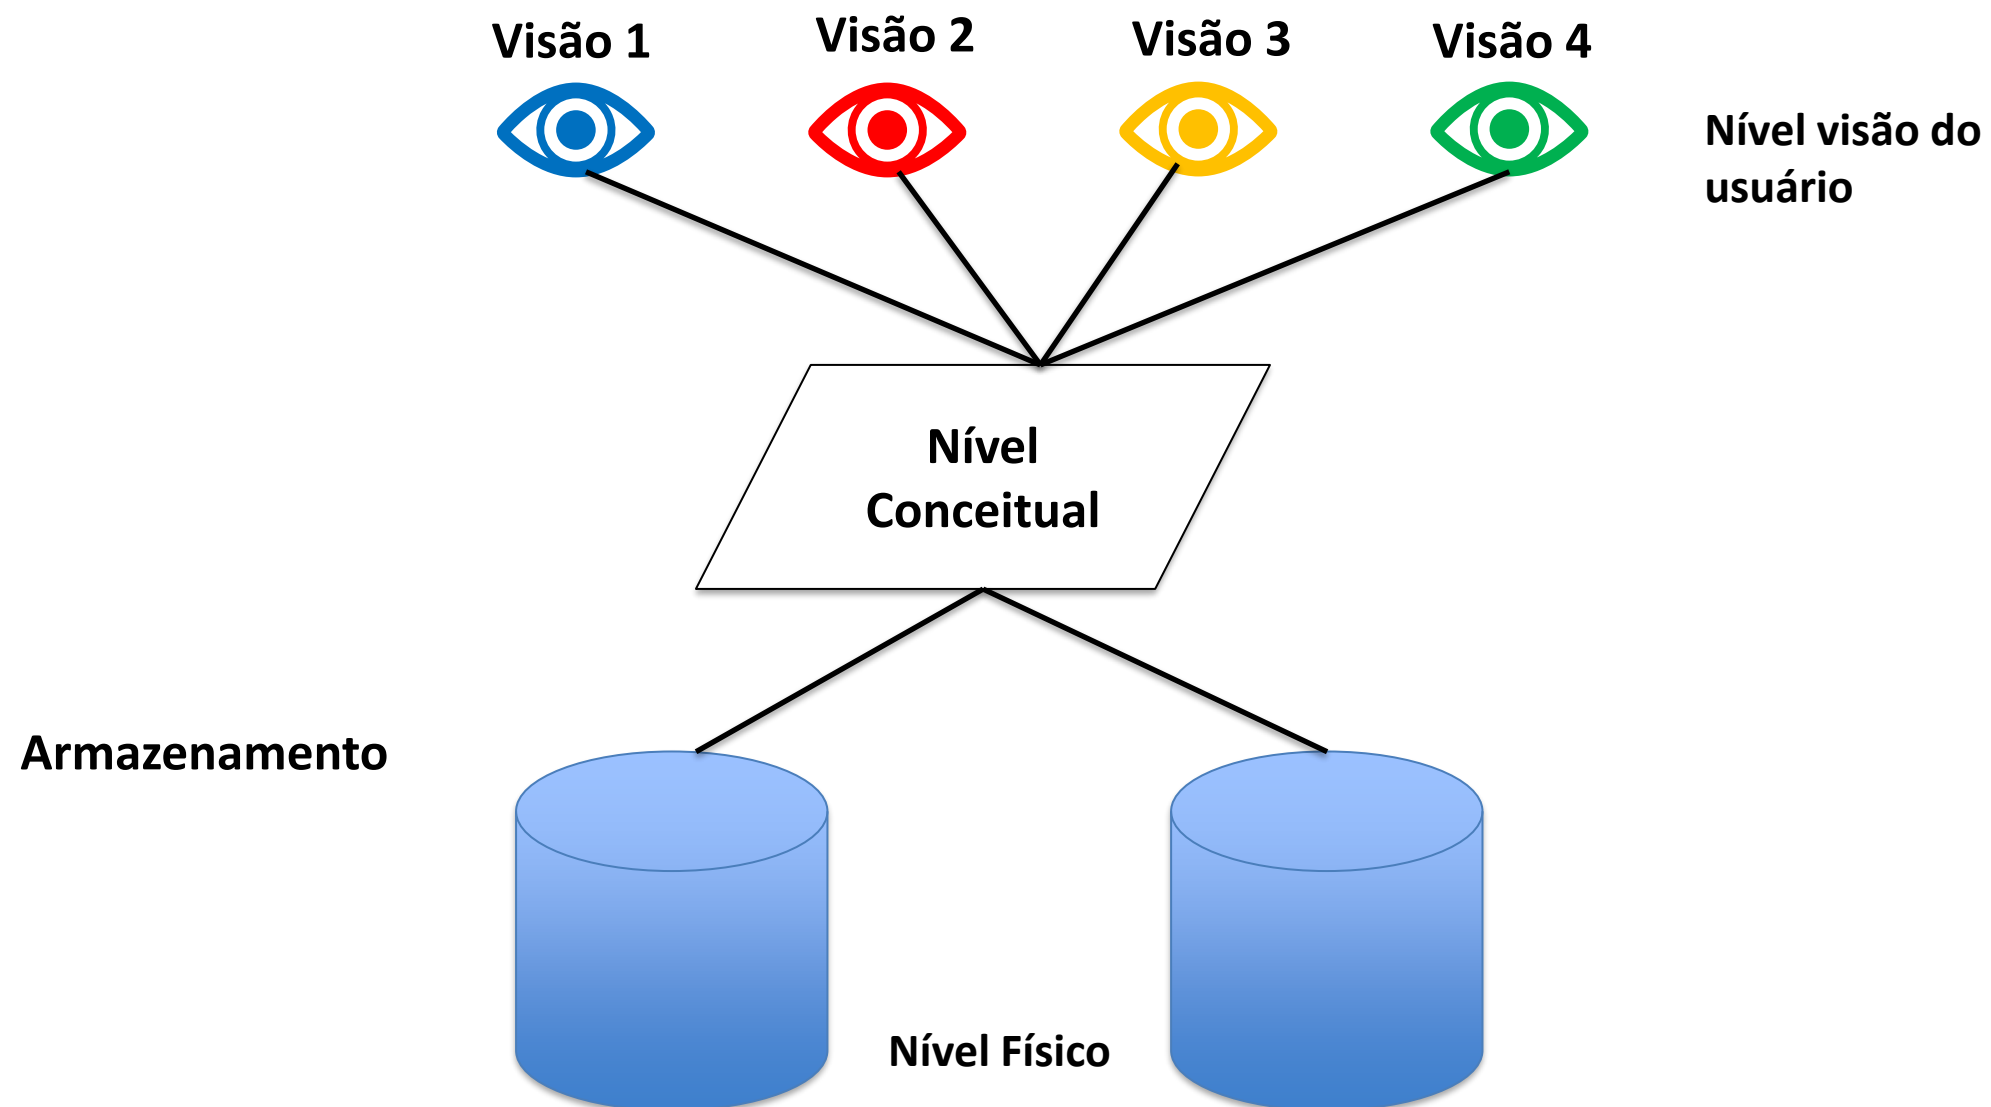 Visão 1
Visão 2
Visão 3
Visão 4
Nível visão do
usuário
Nível
Conceitual
Armazenamento
Nível Físico